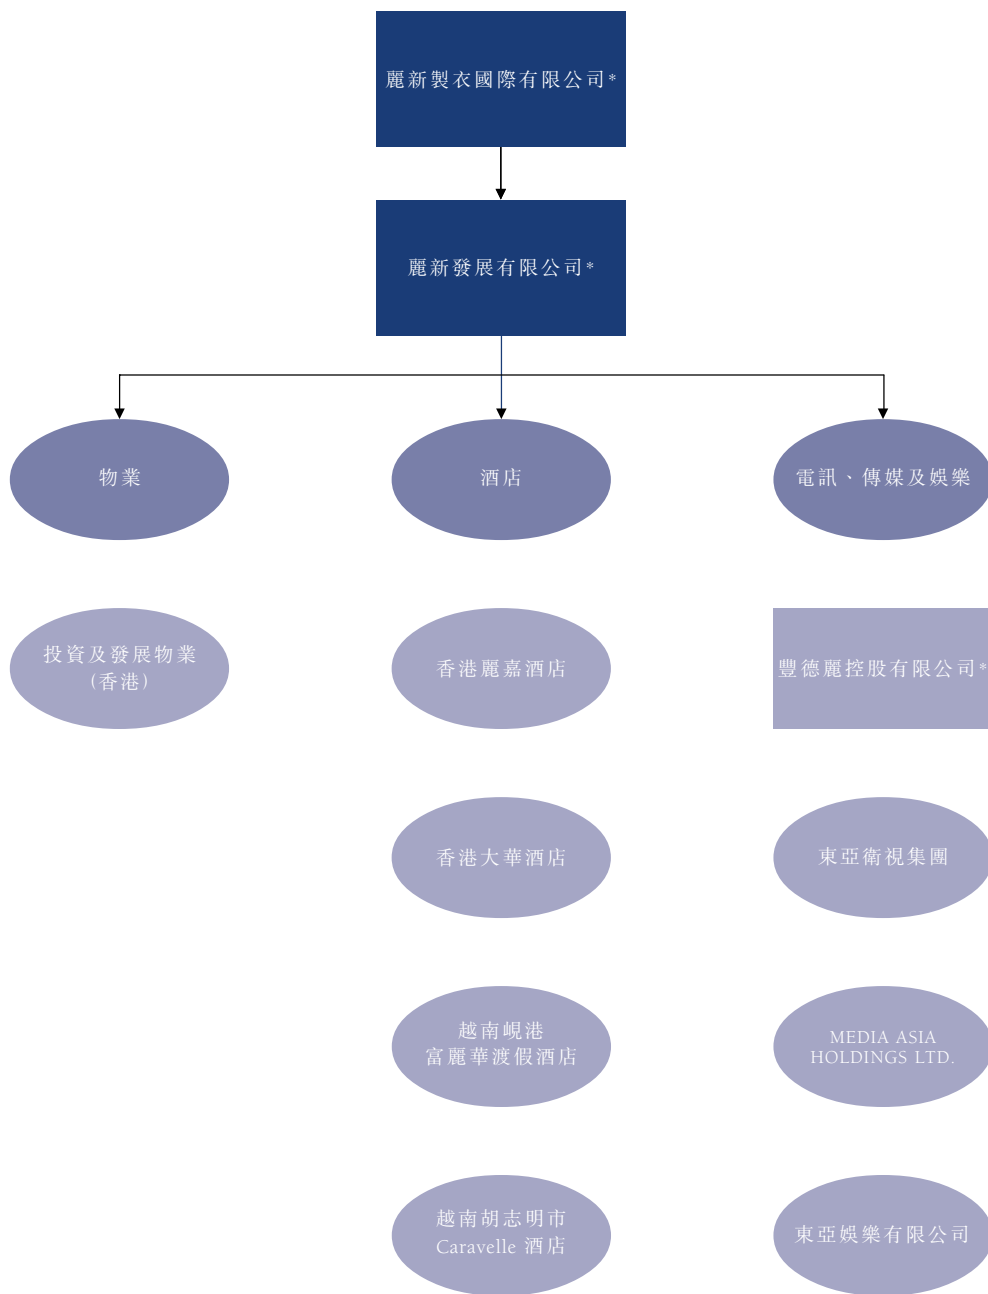 麗新製衣國際有限公司*
麗新發展有限公司*
物業
酒店
電訊、傳媒及娛樂
投資及發展物業
(香港)
香港麗嘉酒店
豐德麗控股有限公司*
香港大華酒店
東亞衛視集團
越南峴港
富麗華渡假酒店
MEDIA ASIA
HOLDINGS LTD.
越南胡志明市
Caravelle 酒店
東亞娛樂有限公司